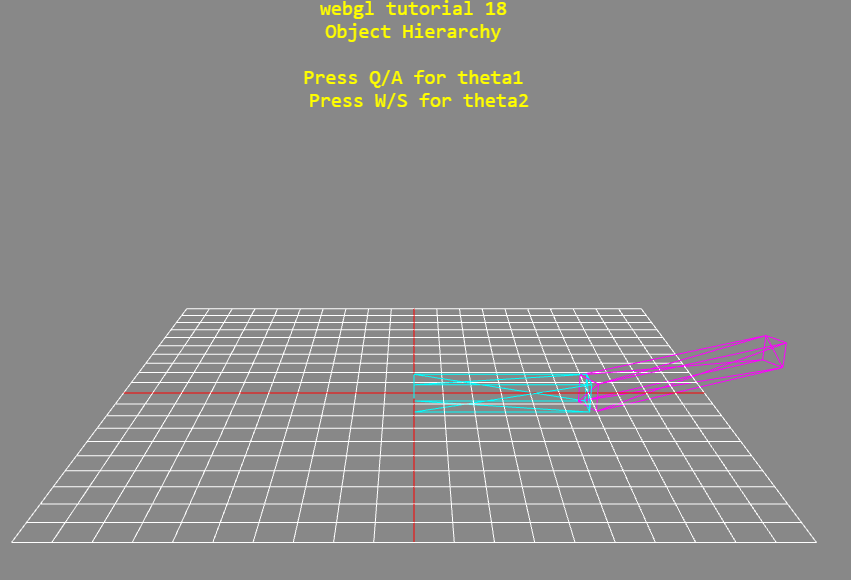 webgl tutorial 18
Object Hierarchy
Press Q/A for theta1
Press W/S for theta2